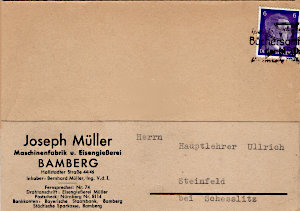 6
Joseph Müller
Maschinenfabrik u. Eisengießerei
BAMBERG
Hallstadter Straße 44/46
Inhaber: Bernhard Müller, Ing. V.d.I.
Fernsprecher: Nr. 74
Drahtanschrift: Eisengießerei Müller
Postscheck: Nürnberg Nr. 8114
Bankkonten: Bayerische Staatsbank, Bamberg
Städtische Sparkasse, Bamberg
Herrn
Hauptlehrer Ullrich
Steinfeld
bei Schesslitz